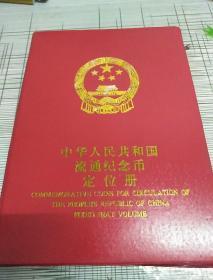 中华人民共和国
流通纪念币
定位册
COMMEMORATIVE COINS FOR CIRCULATION OF
THE PEOPLE'S REPUBLIC OF CHINA
VOLUME